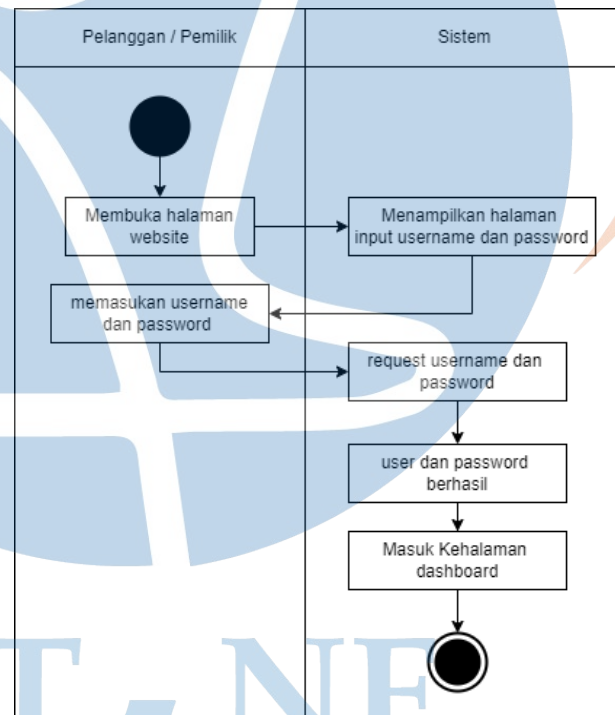 Pelanggan / Pemilik
Sistem
Membuka halaman
website
Menampilkan halaman
input username dan password
memasukan username
dan password
request username dan
password
user dan password
berhasil
Masuk Kehalaman
dashboard